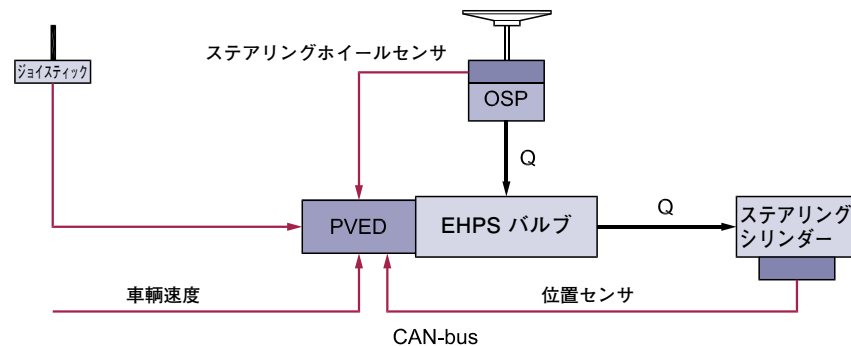 ステアリングホイールセンサ
ジョイスティック
OSP
Q
PVED
EHPS バルブ
Q
ステアリング
シリンダー
車輌速度
位置センサ
CAN-bus